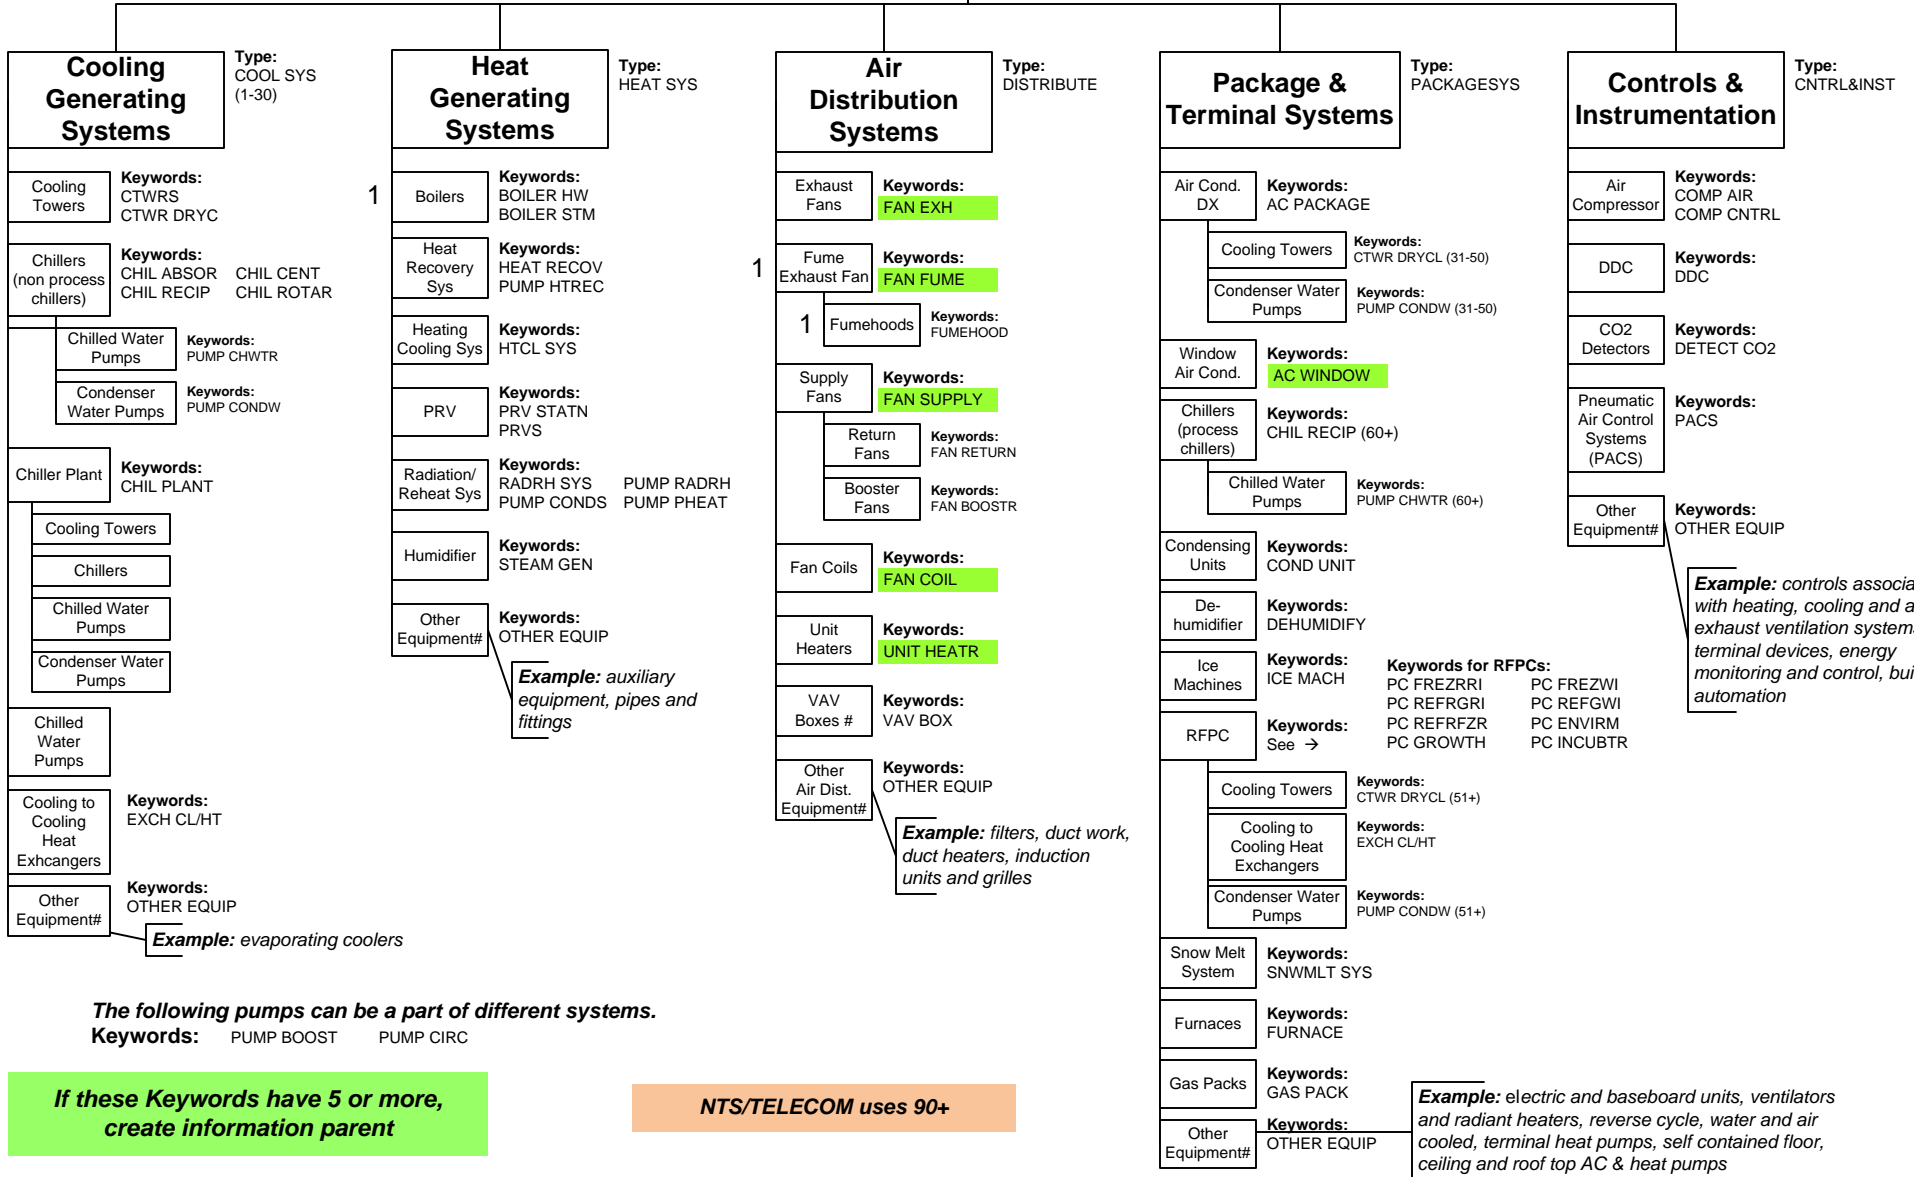 Cooling
Generating
Systems
Type:
COOL SYS
(1-30)
Cooling
Towers
Keywords:
CTWRS
CTWR DRYC
Chillers
(non process
chillers)
Keywords:
CHIL ABSOR CHIL CENT
CHIL RECIP CHIL ROTAR
Chilled Water
Pumps
Keywords:
PUMP CHWTR
Condenser
Water Pumps
Keywords:
PUMP CONDW
Chiller Plant
Keywords:
CHIL PLANT
Cooling Towers
Chillers
Chilled Water
Pumps
Condenser Water
Pumps
Chilled
Water
Pumps
Cooling to
Cooling
Heat
Exhcangers
Keywords:
EXCH CL/HT
Other
Equipment#
Keywords:
OTHER EQUIP
Example: evaporating coolers
Heat
Generating
Systems
Type:
HEAT SYS
1
Boilers
Keywords:
BOILER HW
BOILER STM
Heat
Recovery
Sys
Keywords:
HEAT RECOV
PUMP HTREC
Heating
Cooling Sys
Keywords:
HTCL SYS
PRV
Keywords:
PRV STATN
PRVS
Radiation/
Reheat Sys
Keywords:
RADRH SYS PUMP RADRH
PUMP CONDS PUMP PHEAT
Humidifier
Keywords:
STEAM GEN
Other
Equipment#
Keywords:
OTHER EQUIP
Example: auxiliary
equipment, pipes and
fittings
Air
Distribution
Systems
Type:
DISTRIBUTE
Exhaust
Fans
Keywords:
FAN EXH
1
Fume
Exhaust Fan
Keywords:
FAN FUME
1
Fumehoods
Keywords:
FUMEHOOD
Supply
Fans
Keywords:
FAN SUPPLY
Return
Fans
Keywords:
FAN RETURN
Booster
Fans
Keywords:
FAN BOOSTR
Fan Coils
Keywords:
FAN COIL
Unit
Heaters
Keywords:
UNIT HEATR
VAV
Boxes #
Keywords:
VAV BOX
Other
Air Dist.
Equipment#
Keywords:
OTHER EQUIP
Example: filters, duct work,
duct heaters, induction
units and grilles
Package &
Terminal Systems
Type:
PACKAGESYS
Air Cond.
DX
Keywords:
AC PACKAGE
Cooling Towers
Keywords:
CTWR DRYCL (31-50)
Condenser Water
Pumps
Keywords:
PUMP CONDW (31-50)
Window
Air Cond.
Keywords:
AC WINDOW
Chillers
(process
chillers)
Keywords:
CHIL RECIP (60+)
Chilled Water
Pumps
Keywords:
PUMP CHWTR (60+)
Condensing
Units
Keywords:
COND UNIT
De-
humidifier
Keywords:
DEHUMIDIFY
Ice
Machines
Keywords:
ICE MACH
RFPC
Keywords:
See →
Keywords for RFPCs:
PC FREZRRI PC FREZWI
PC REFRGRI PC REFGWI
PC REFRFZR PC ENVIRM
PC GROWTH PC INCUBTR
Cooling Towers
Keywords:
CTWR DRYCL (51+)
Cooling to
Cooling Heat
Exchangers
Keywords:
EXCH CL/HT
Condenser Water
Pumps
Keywords:
PUMP CONDW (51+)
Snow Melt
System
Keywords:
SNWMLT SYS
Furnaces
Keywords:
FURNACE
Gas Packs
Keywords:
GAS PACK
Other
Equipment#
Keywords:
OTHER EQUIP
Example: electric and baseboard units, ventilators
and radiant heaters, reverse cycle, water and air
cooled, terminal heat pumps, self contained floor,
ceiling and roof top AC & heat pumps
Controls &
Instrumentation
Type:
CNTRL&INST
Air
Compressor
Keywords:
COMP AIR
COMP CNTRL
DDC
Keywords:
DDC
CO2
Detectors
Keywords:
DETECT CO2
Pneumatic
Air Control
Systems
(PACS)
Keywords:
PACS
Other
Equipment#
Keywords:
OTHER EQUIP
Example: controls associa
with heating, cooling and a
exhaust ventilation system
terminal devices, energy
monitoring and control, bui
automation
The following pumps can be a part of different systems.
Keywords: PUMP BOOST PUMP CIRC
If these Keywords have 5 or more,
create information parent
NTS/TELECOM uses 90+